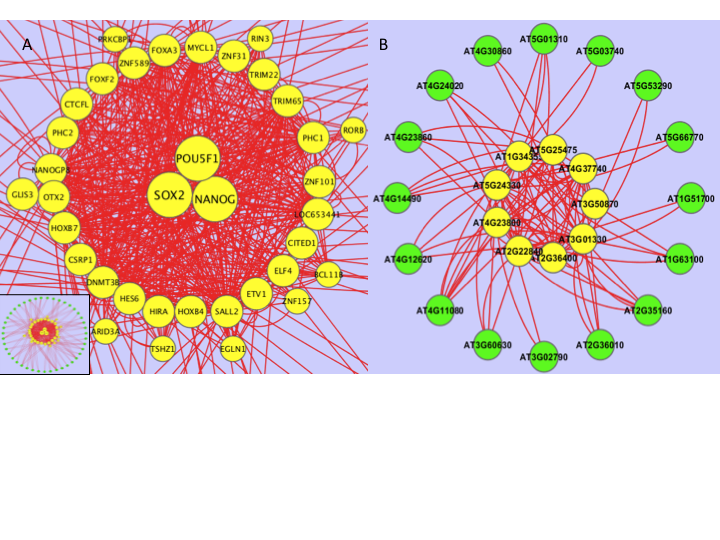 A
PRKCBP1
ZNF589
FOXA3
MYCL1
ZNF31
RIN3
TRIM22
FOXF2
TRIM65
CTCFL
PHC2
PHC1
RORB
POU5F1
NANOGP8
ZNF101
GLIS3
OTX2
SOX2
NANOG
LOC653441
HOXB7
CITED1
CSRP1
ELF4
BCL11B
DNMT3B
HES6
ETV1
ZNF157
HIRA
HOX84
SALL2
ARID3A
TSHZ1
EGLN1
B
AT5G01310
AT4G30860
AT5G03740
AT4G24020
AT5G53290
AT4G23860
AT5G66770
AT5G25475
AT1G3435
AT4G37740
AT5G24330
AT4G14490
AT1G51700
AT3G50870
AT4G23800
AT3G01330
AT2G22840
AT2G36400
AT4G12620
AT1G63100
AT4G11080
AT2G35160
AT3G60630
AT2G36010
AT3G02790